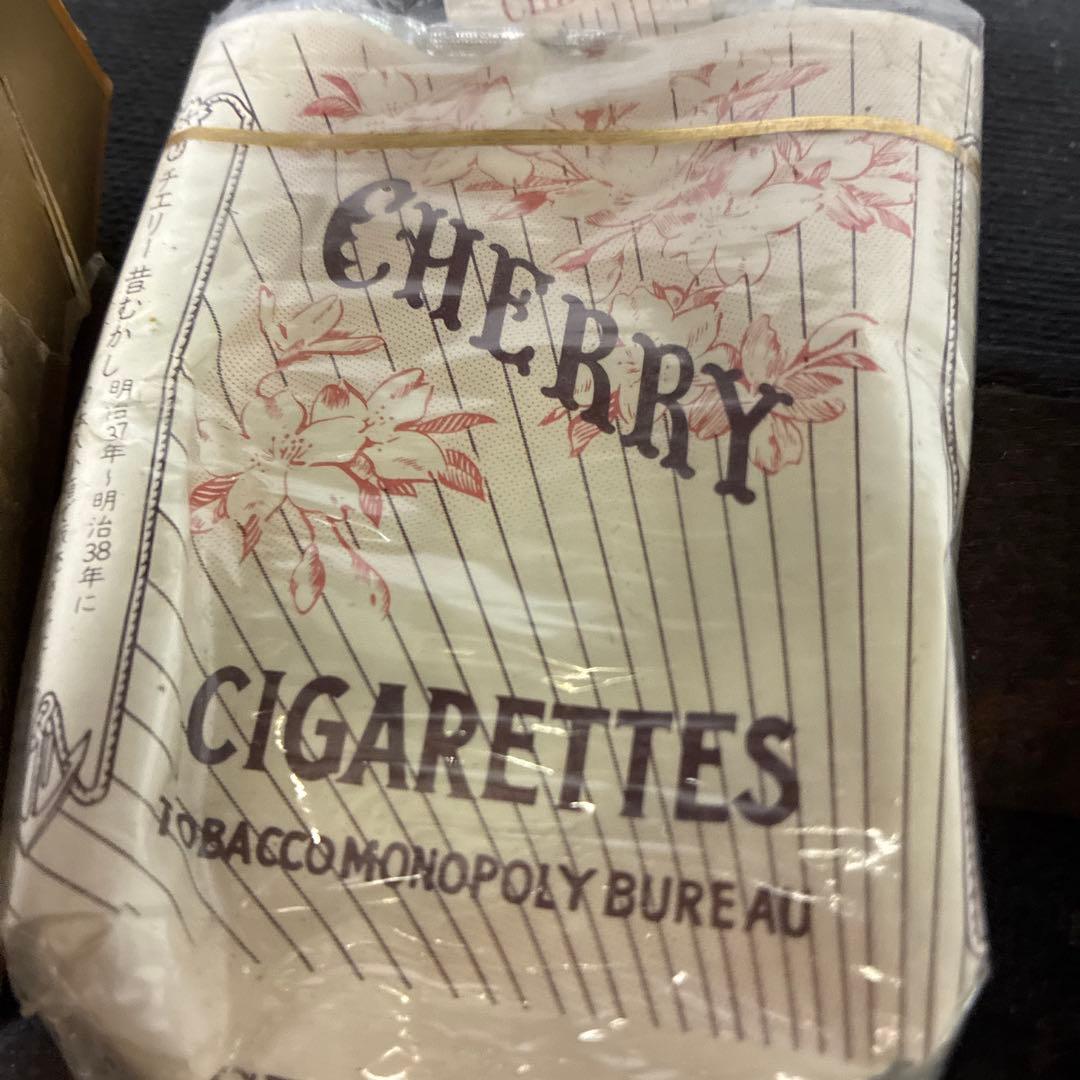 CHERRY
CIGARETTES
TOBACCO MONOPOLY BUREAU
チエリー昔むかし
明治37年～明治38年に